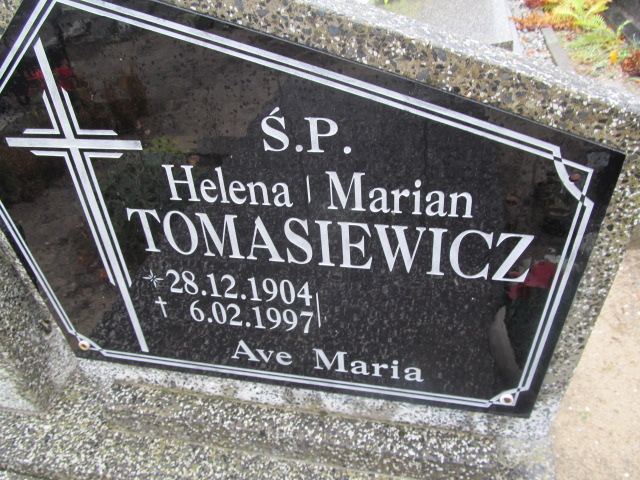 Ś.P.
Helena | Marian
TOMASIEWICZ
* 28.12.1904
† 6.02.1997
Ave Maria